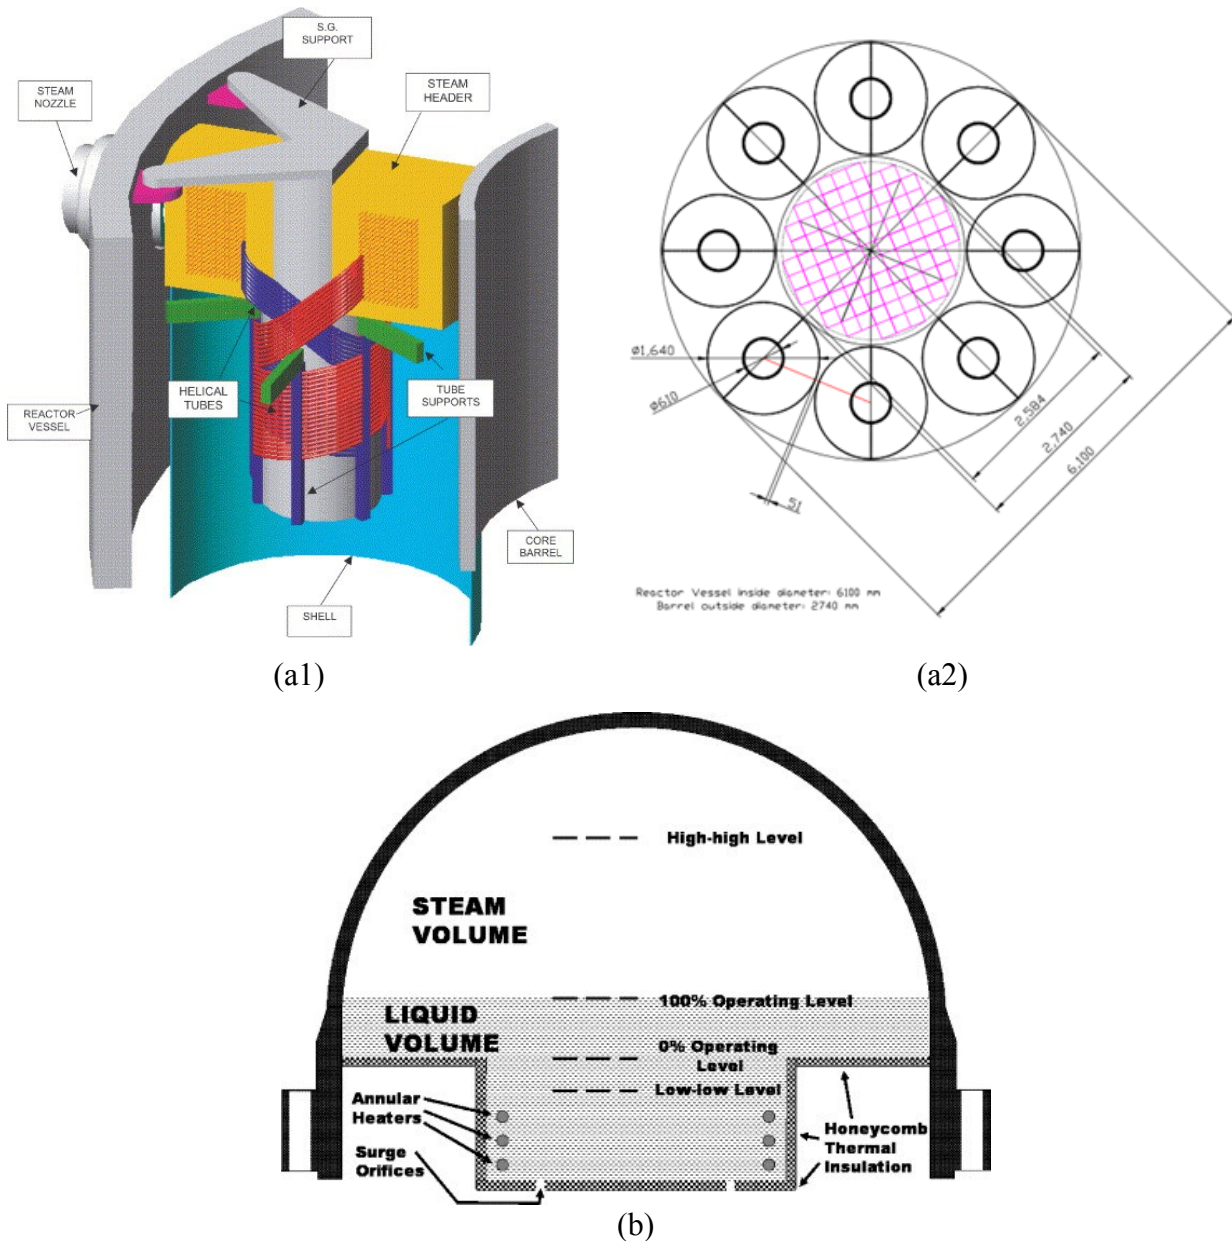 S.G.
SUPPORT
STEAM
NOZZLE
STEAM
HEADER
HELICAL
TUBES
TUBE
SUPPORTS
REACTOR
VESSEL
CORE
BARREL
SHELL
(a1)
ø1,640
ø610
51
2,584
2,740
6,100
Reactor Vessel inside diameter: 6100 mm
Barrel outside diameter: 2740 mm
(a2)
High-high Level
STEAM
VOLUME
100% Operating Level
LIQUID
VOLUME
0% Operating
Level
Low-low Level
Annular
Heaters
Surge
Orifices
Honeycomb
Thermal
Insulation
(b)